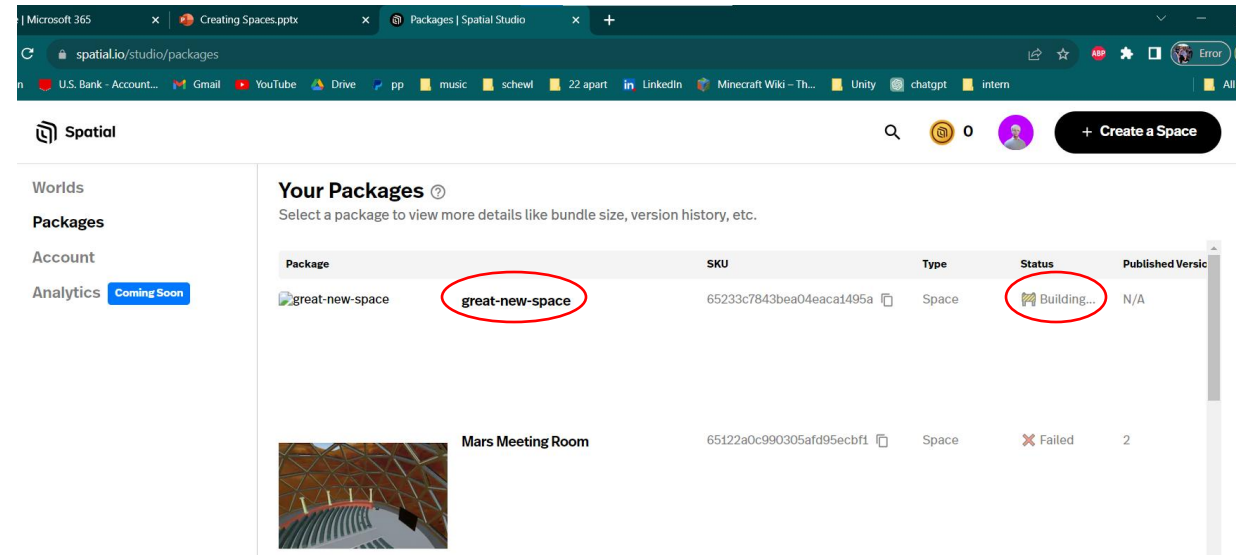 | Microsoft 365
Creating Spaces.pptx
Packages | Spatial Studio
spatial.io/studio/packages
ABP
Error
n
U.S. Bank - Account...
Gmail
YouTube
Drive
pp
music
schewl
22 apart
LinkedIn
Minecraft Wiki – Th...
Unity
chatgpt
intern
All
Spatial
0
+ Create a Space
Worlds
Packages
Account
Analytics
Coming Soon
Your Packages
Select a package to view more details like bundle size, version history, etc.
Package
SKU
Type
Status
Published Versic
great-new-space
great-new-space
65233c7843bea04eaca1495a
Space
Building...
N/A
Mars Meeting Room
65122a0c990305afd95ecbf1
Space
Failed
2